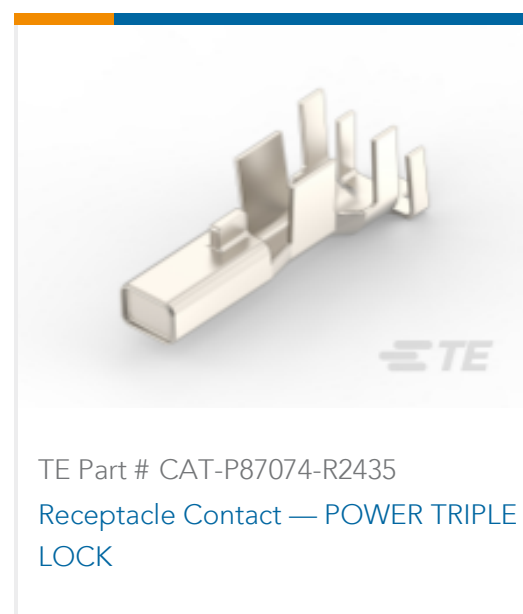 TE
TE Part # CAT-P87074-R2435
Receptacle Contact — POWER TRIPLE
LOCK